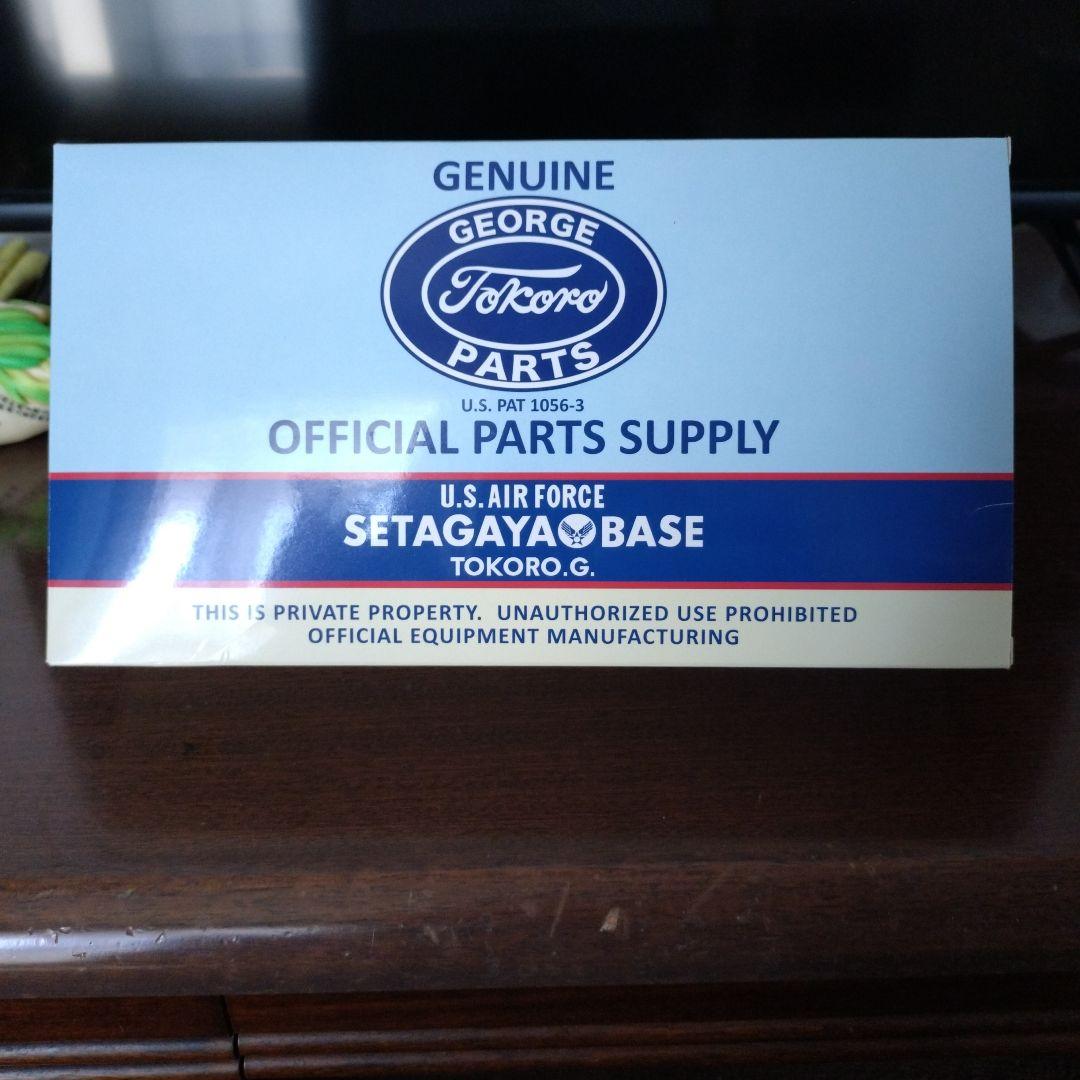 GENUINE
GEORGE
Tokoro
PARTS
U.S. PAT 1056-3
OFFICIAL PARTS SUPPLY
U.S. AIR FORCE
SETAGAYA BASE
TOKORO.G.
THIS IS PRIVATE PROPERTY. UNAUTHORIZED USE PROHIBITED
OFFICIAL EQUIPMENT MANUFACTURING